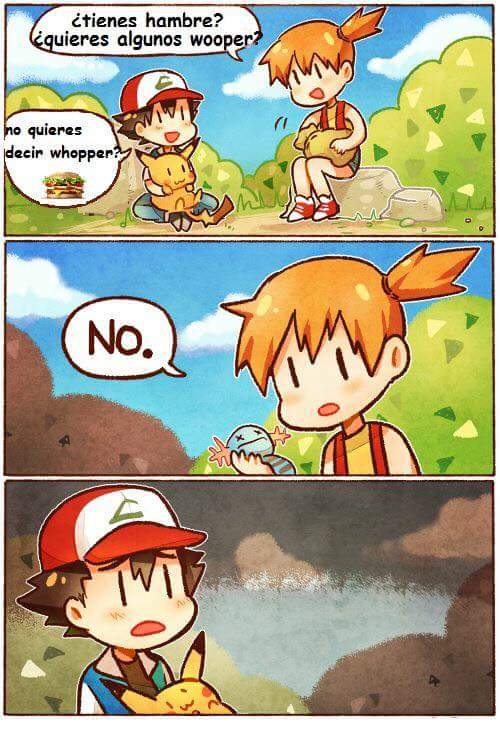 ¿tienes hambre?
¿quieres algunos wooper?
no quieres
decir whopper?
No.